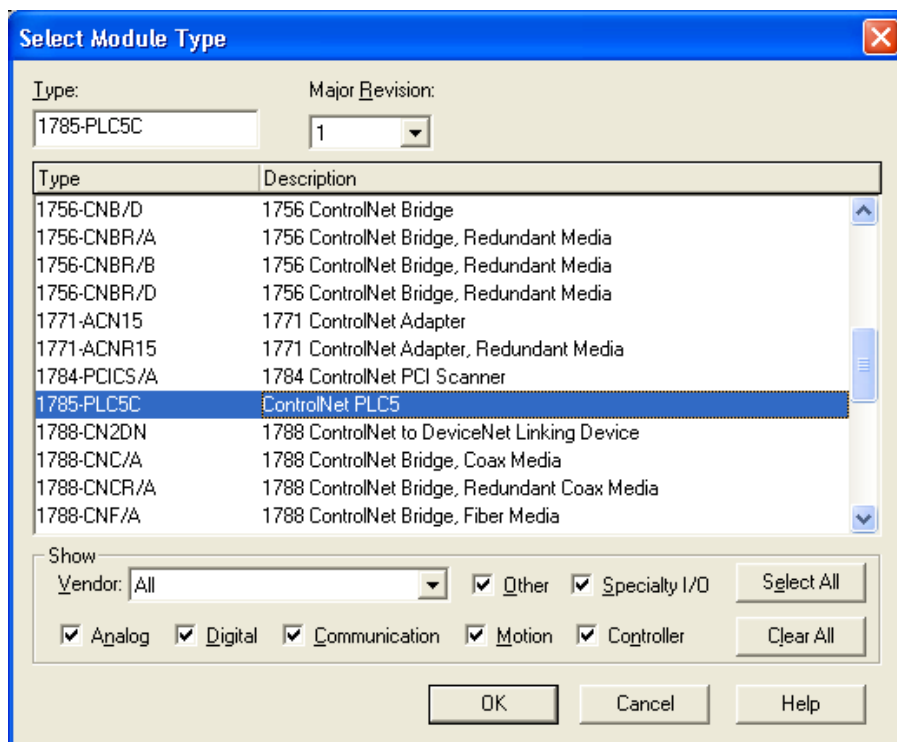 Select Module Type
Type: Major Revision:
1785-PLC5C 1
Type Description
1756-CNB/D 1756 ControlNet Bridge
1756-CNBR/A 1756 ControlNet Bridge, Redundant Media
1756-CNBR/B 1756 ControlNet Bridge, Redundant Media
1756-CNBR/D 1756 ControlNet Bridge, Redundant Media
1771-ACN15 1771 ControlNet Adapter
1771-ACNR15 1771 ControlNet Adapter, Redundant Media
1784-PCICS/A 1784 ControlNet PCI Scanner
1785-PLC5C ControlNet PLC5
1788-CN2DN 1788 ControlNet to DeviceNet Linking Device
1788-CNC/A 1788 ControlNet Bridge, Coax Media
1788-CNCR/A 1788 ControlNet Bridge, Redundant Coax Media
1788-CNF/A 1788 ControlNet Bridge, Fiber Media
Show
Vendor: All Other Specialty I/O Select All
Analog Digital Communication Motion Controller Clear All
OK Cancel Help